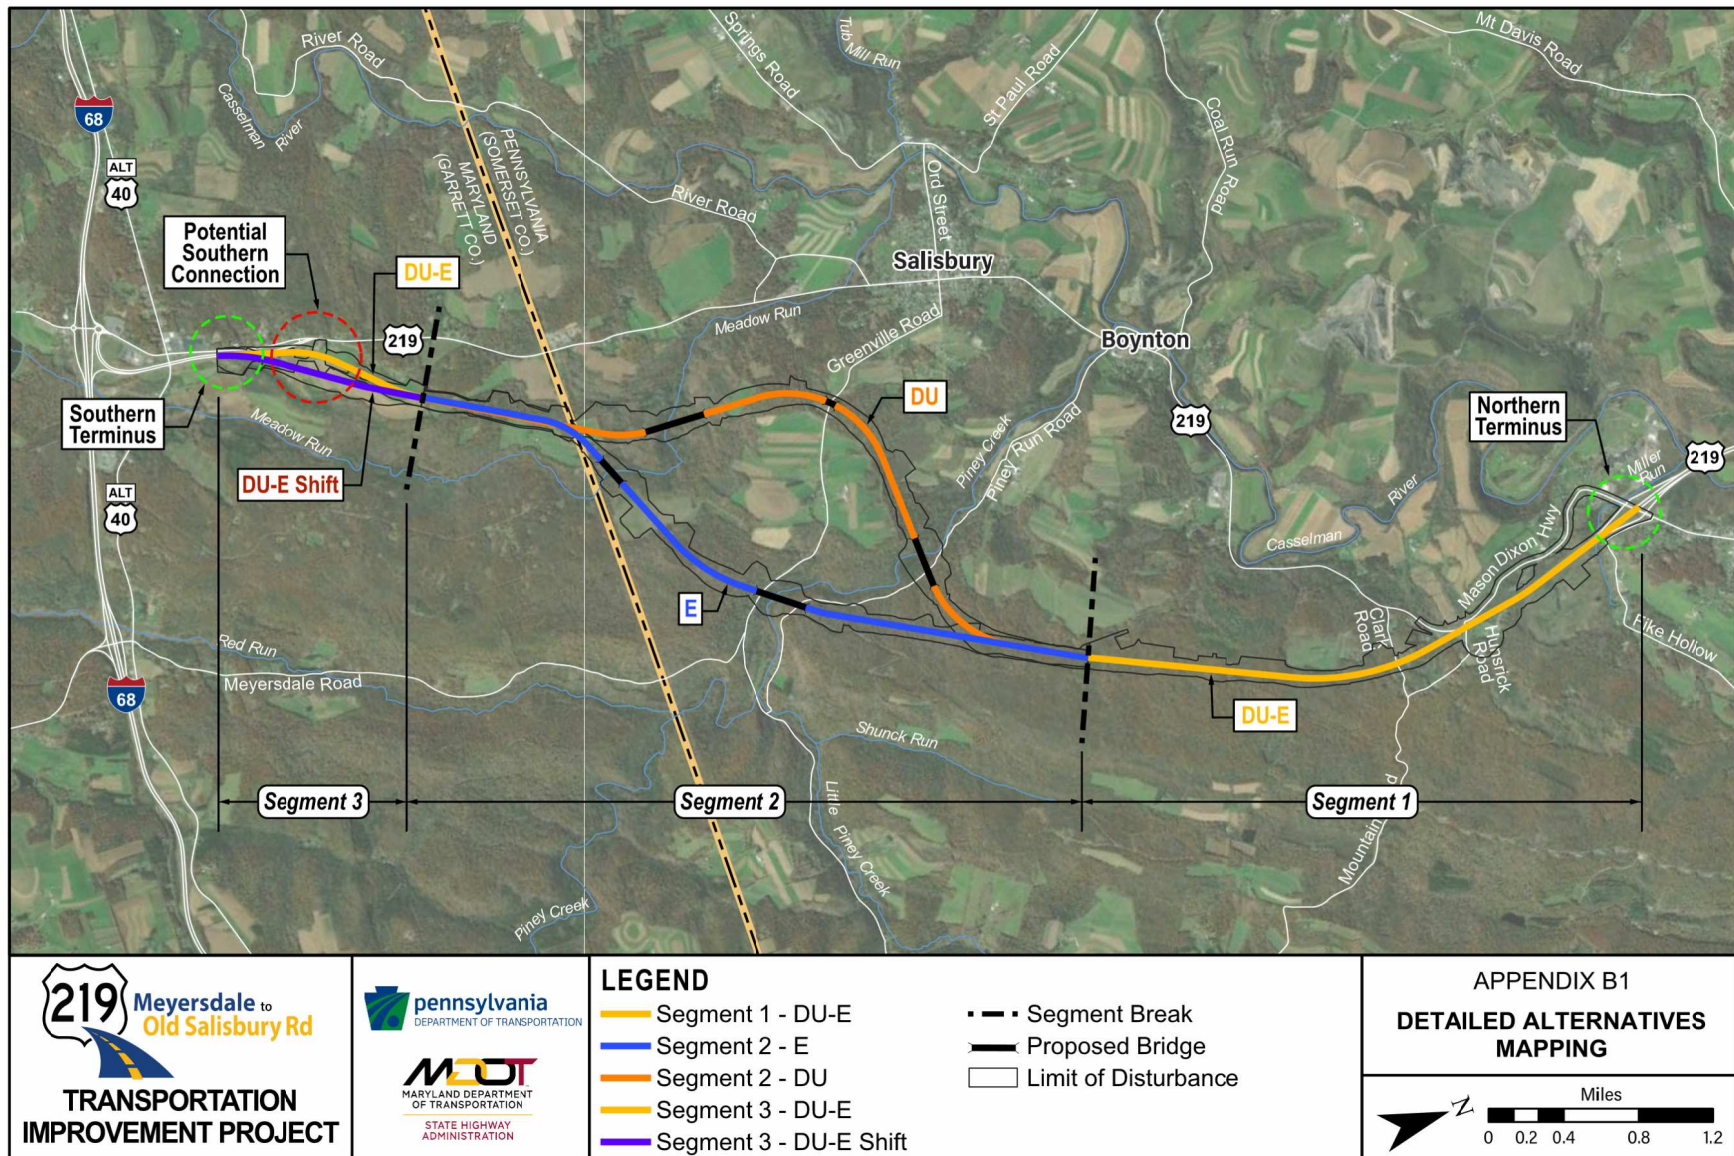 River Road
Springs Road
Tub Mill Run
St Paul Road
Mt Davis Road
Casselman
River
68
ALT
40
PENNSYLVANIA
(SOMERSET CO.)
MARYLAND
(GARRETT CO.)
River Road
Ord Street
Coal Run
Road
Potential
Southern
Connection
DU-E
Salisbury
219
Meadow Run
Greenville Road
Boynton
Southern
Terminus
Meadow Run
DU-E Shift
DU
219
Northern
Terminus
219
Miller
Run
Piney Creek
Piney Run Road
River
Casselman
Mason Dixon Hwy
ALT
40
E
Clark
Road
Hunsrick
Road
Pike Hollow
Red Run
Meyersdale Road
68
DU-E
Shunck Run
Segment 3
Segment 2
Segment 1
Little Piney Creek
Mountain
Piney Creek
219
Meyersdale to
Old Salisbury Rd
TRANSPORTATION
IMPROVEMENT PROJECT
pennsylvania
DEPARTMENT OF TRANSPORTATION
MDOT
MARYLAND DEPARTMENT
OF TRANSPORTATION
STATE HIGHWAY
ADMINISTRATION
LEGEND
Segment 1 - DU-E
Segment 2 - E
Segment 2 - DU
Segment 3 - DU-E
Segment 3 - DU-E Shift
Segment Break
Proposed Bridge
Limit of Disturbance
APPENDIX B1
DETAILED ALTERNATIVES
MAPPING
N
Miles
0 0.2 0.4 0.8 1.2